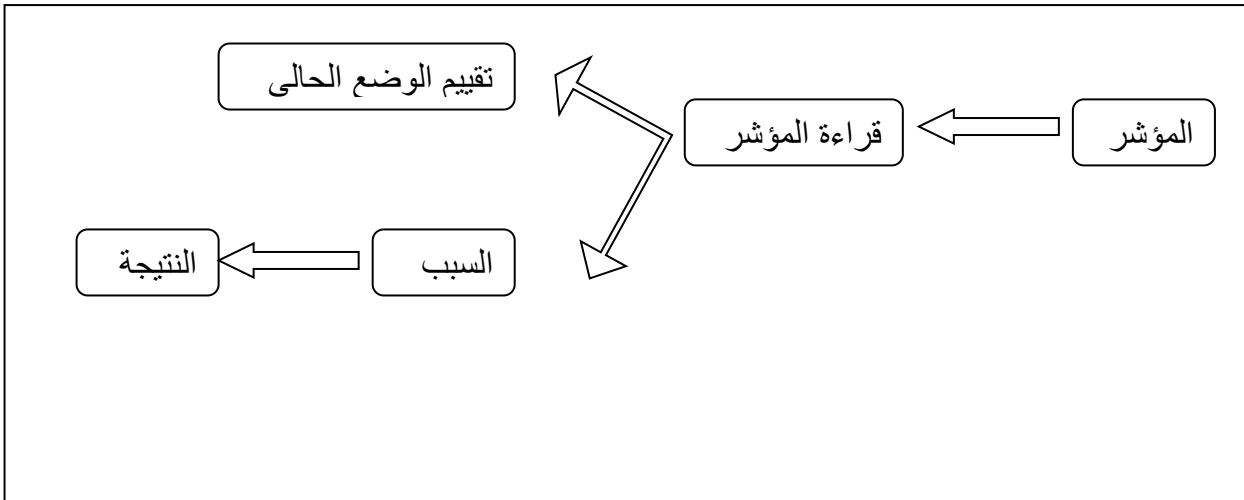 المؤشر
قراءة المؤشر
تقييم الوضع الحالى
السبب
النتيجة